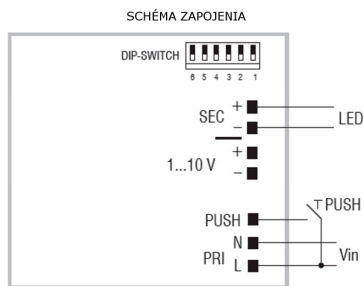 SCHÉMA ZAPOJENIA
DIP-SWITCH
6 5 4 3 2 1
+
SEC
LED
−
+
1...10 V
−
PUSH
PUSH
N
PRI
Vin
L